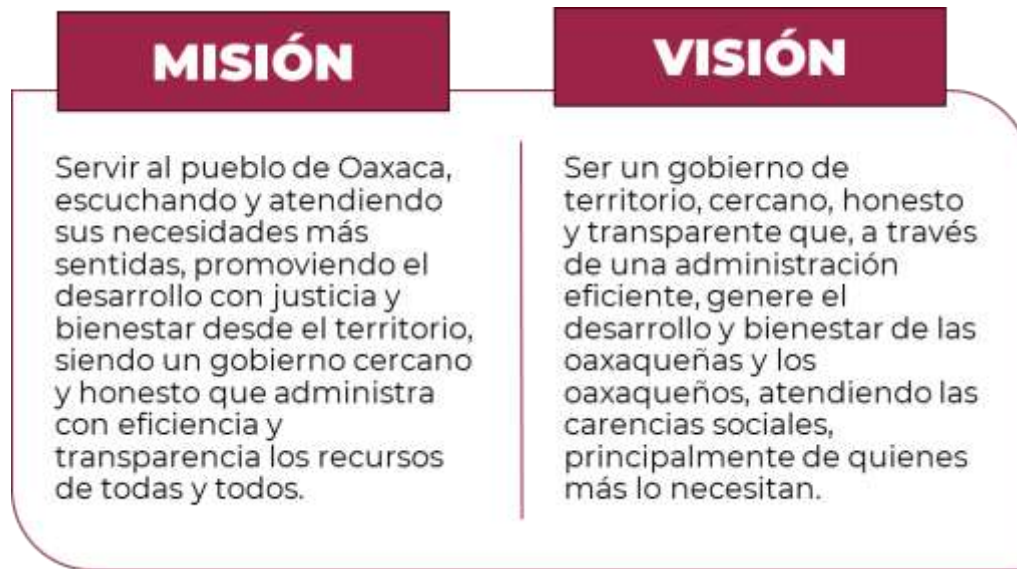 MISIÓN
Servir al pueblo de Oaxaca,
escuchando y atendiendo
sus necesidades más
sentidas, promoviendo el
desarrollo con justicia y
bienestar desde el territorio,
siendo un gobierno cercano
y honesto que administra
con eficiencia y
transparencia los recursos
de todas y todos.
VISIÓN
Ser un gobierno de
territorio, cercano, honesto
y transparente que, a través
de una administración
eficiente, genere el
desarrollo y bienestar de las
oaxaqueñas y los
oaxaqueños, atendiendo las
carencias sociales,
principalmente de quienes
más lo necesitan.